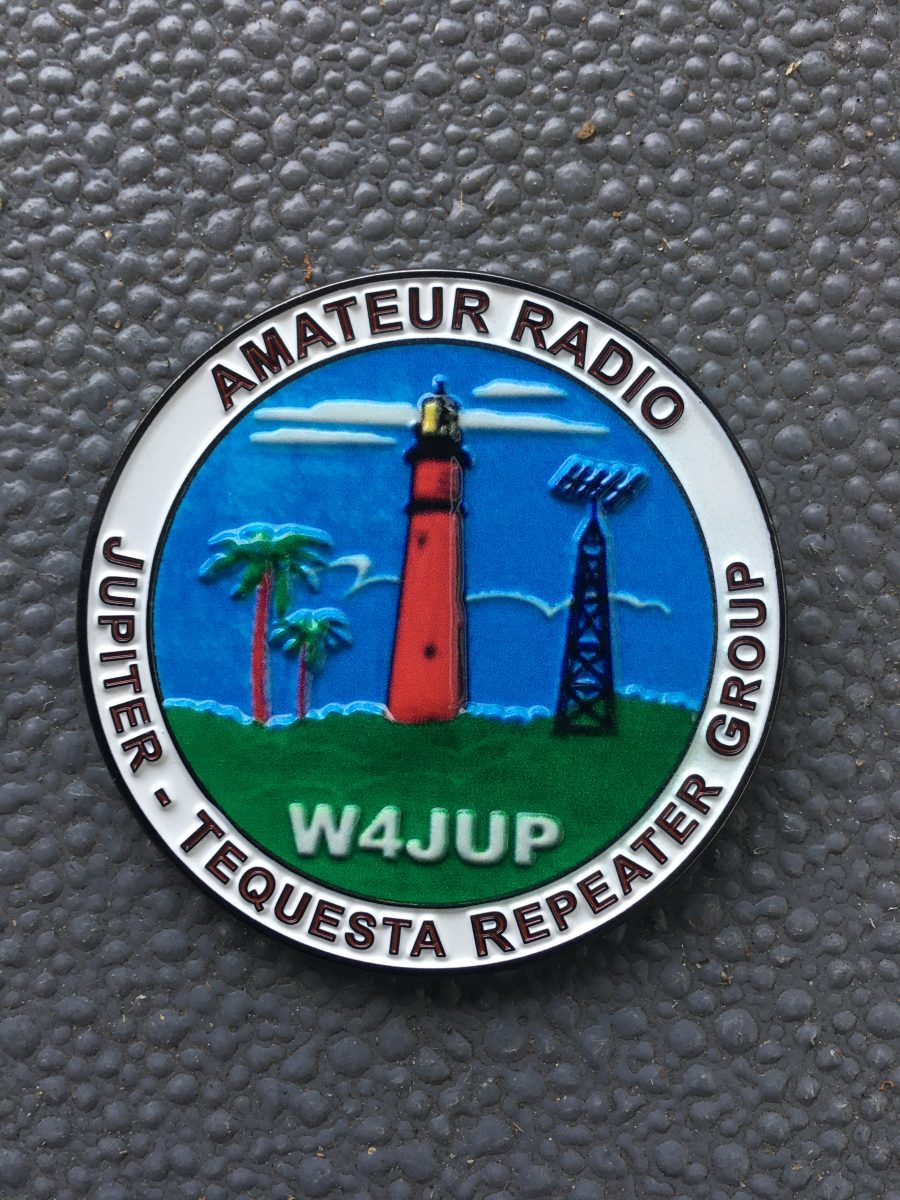 AMATEUR RADIO
JUPITER - TEQUESTA REPEATER GROUP
W4JUP